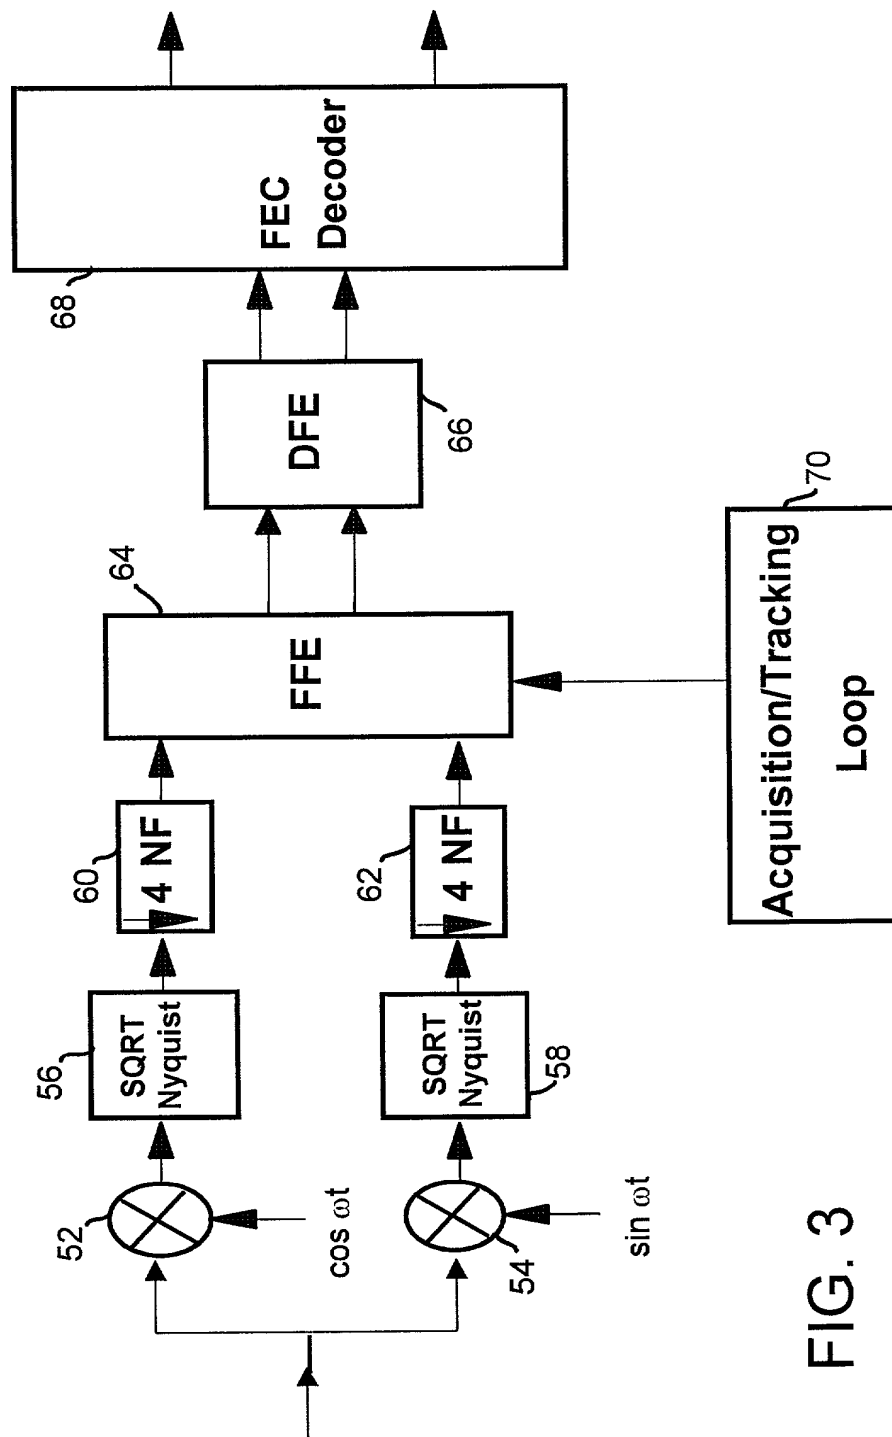 52
cos ωt
56
SQRT
Nyquist
60
4 NF
54
sin ωt
58
SQRT
Nyquist
62
4 NF
64
FFE
DFE
66
68
FEC
Decoder
70
Acquisition/Tracking
Loop
FIG. 3